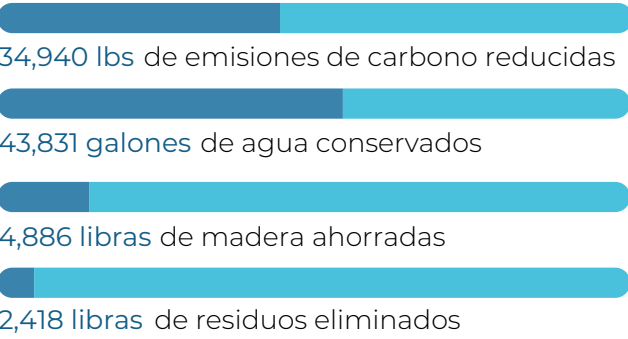 34,940 lbs de emisiones de carbono reducidas
43,831 galones de agua conservados
4,886 libras de madera ahorradas
2,418 libras de residuos eliminados